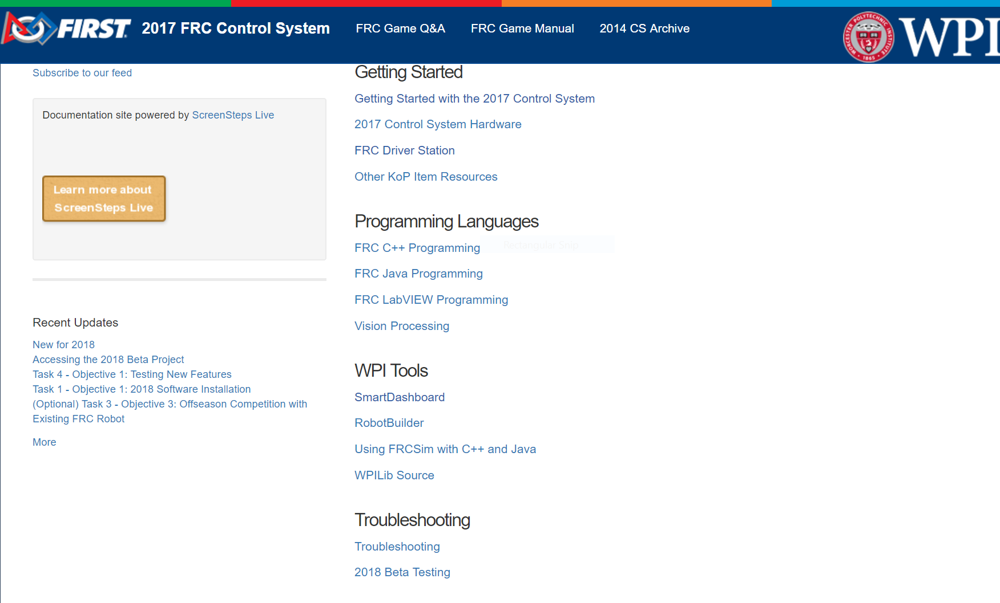 FIRST
2017 FRC Control System
FRC Game Q&A
FRC Game Manual
2014 CS Archive
WORCESTER POLYTECHNIC INSTITUTE
1865
WPI
Subscribe to our feed
Documentation site powered by ScreenSteps Live
Learn more about
ScreenSteps Live
Recent Updates
New for 2018
Accessing the 2018 Beta Project
Task 4 - Objective 1: Testing New Features
Task 1 - Objective 1: 2018 Software Installation
(Optional) Task 3 - Objective 3: Offseason Competition with
Existing FRC Robot
More
Getting Started
Getting Started with the 2017 Control System
2017 Control System Hardware
FRC Driver Station
Other KoP Item Resources
Programming Languages
FRC C++ Programming
Rectangular Snip
FRC Java Programming
FRC LabVIEW Programming
Vision Processing
WPI Tools
SmartDashboard
RobotBuilder
Using FRCSim with C++ and Java
WPILib Source
Troubleshooting
Troubleshooting
2018 Beta Testing